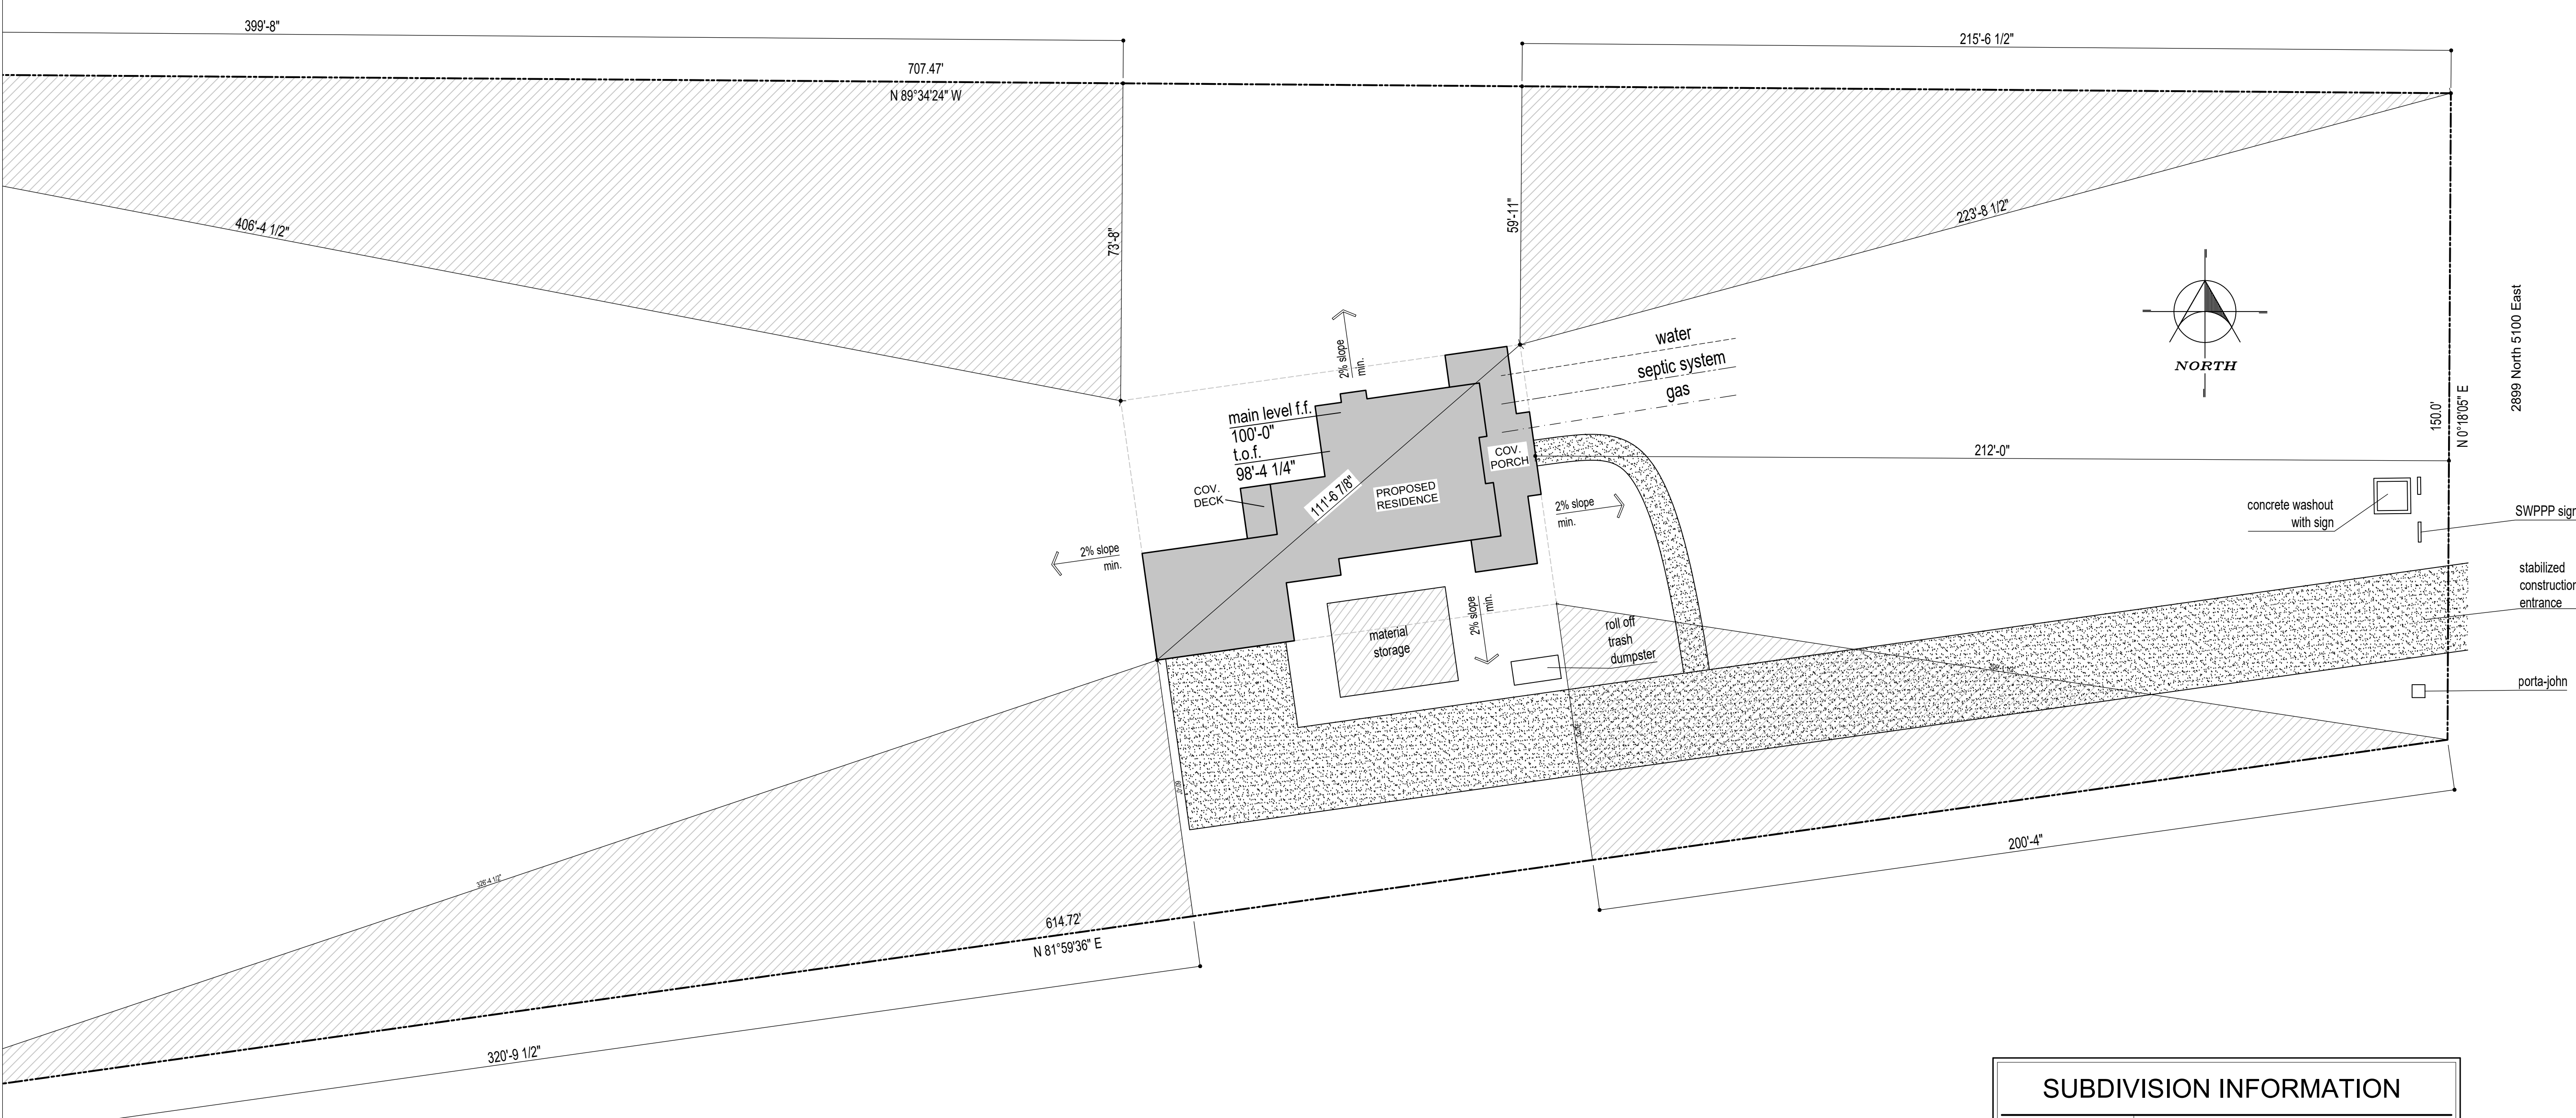 399'-8"
215'-6 1/2"
707.47'
N 89°34'24" W
406'-4 1/2"
73'-8"
59'-11"
223'-8 1/2"
NORTH
2899 North 5100 East
150.0'
N 0°18'05" E
2% slope
min.
water
septic system
gas
main level f.f.
100'-0"
t.o.f.
98'-4 1/4"
COV.
DECK
111'-6 7/8"
PROPOSED
RESIDENCE
COV.
PORCH
212'-0"
2% slope
min.
2% slope
min.
2% slope
min.
concrete washout
with sign
SWPPP sign
stabilized
construction
entrance
porta-john
material
storage
roll off
trash
dumpster
326'-4 1/2"
200'-4"
614.72'
N 81°59'36" E
320'-9 1/2"
SUBDIVISION INFORMATION